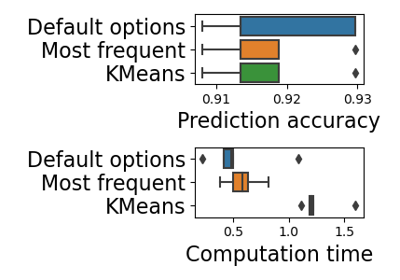 Default options
Most frequent
KMeans
0.91 0.92 0.93
Prediction accuracy
Default options
Most frequent
KMeans
0.5 1.0 1.5
Computation time